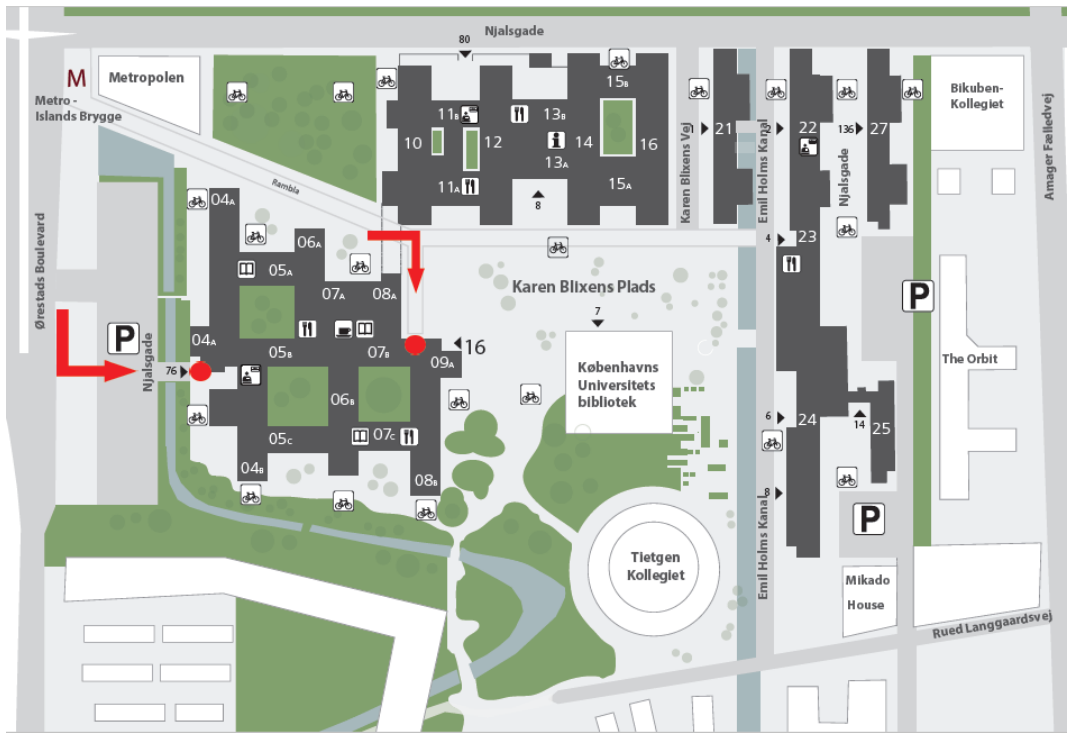 Njalsgade
80
M
Metropolen
Metro -
Islands Brygge
Rambla
10
11B
12
13B
13A
14
15B
16
11A
8
15A
Karen Blixens Vej
21
Emil Holms Kanal
2
22
136
27
Njalsgade
Bikuben-
Kollegiet
Amager Fælledvej
Ørestads Boulevard
04A
06A
05A
07A
08A
P
Njalsgade
04A
76
05B
07B
09A
16
06B
05C
07C
04B
08B
Karen Blixens Plads
7
Københavns
Universitets
bibliotek
4
23
P
The Orbit
6
24
14
25
8
Emil Holms Kanal
P
Tietgen
Kollegiet
Mikado
House
Rued Langgaardsvej